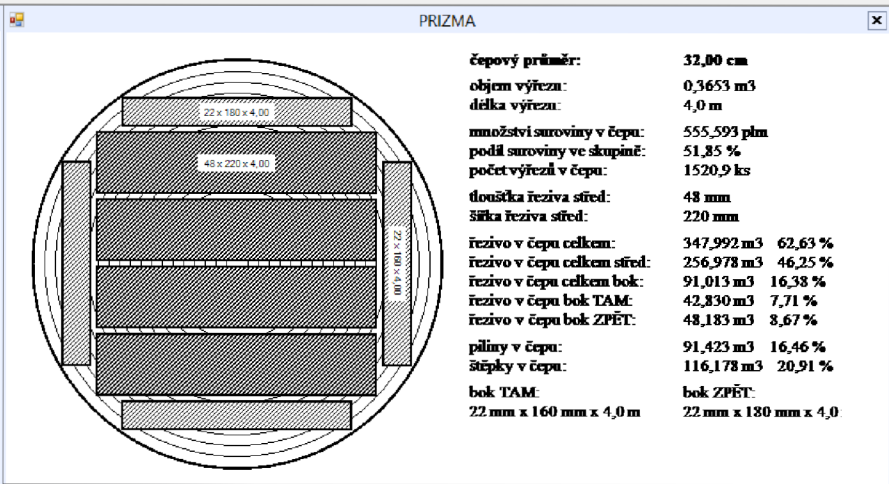 PRIZMA
22 x 180 x 4,00
48 x 220 x 4,00
22 x 160 x 4,00
čepový průměr: 32,00 cm
objem výřezu: 0,3653 m3
délka výřezu: 4,0 m
množství suroviny v čepu: 555,593 plm
podíl suroviny ve skupině: 51,85 %
počet výřezů v čepu: 1520,9 ks
tloušťka řeziva střed: 48 mm
šířka řeziva střed: 220 mm
řezivo v čepu celkem: 347,992 m3 62,63 %
řezivo v čepu celkem střed: 256,978 m3 46,25 %
řezivo v čepu celkem bok: 91,013 m3 16,38 %
řezivo v čepu bok TAM: 42,830 m3 7,71 %
řezivo v čepu bok ZPĚT: 48,183 m3 8,67 %
piliny v čepu: 91,423 m3 16,46 %
štěpky v čepu: 116,178 m3 20,91 %
bok TAM: bok ZPĚT:
22 mm x 160 mm x 4,0 m 22 mm x 180 mm x 4,0